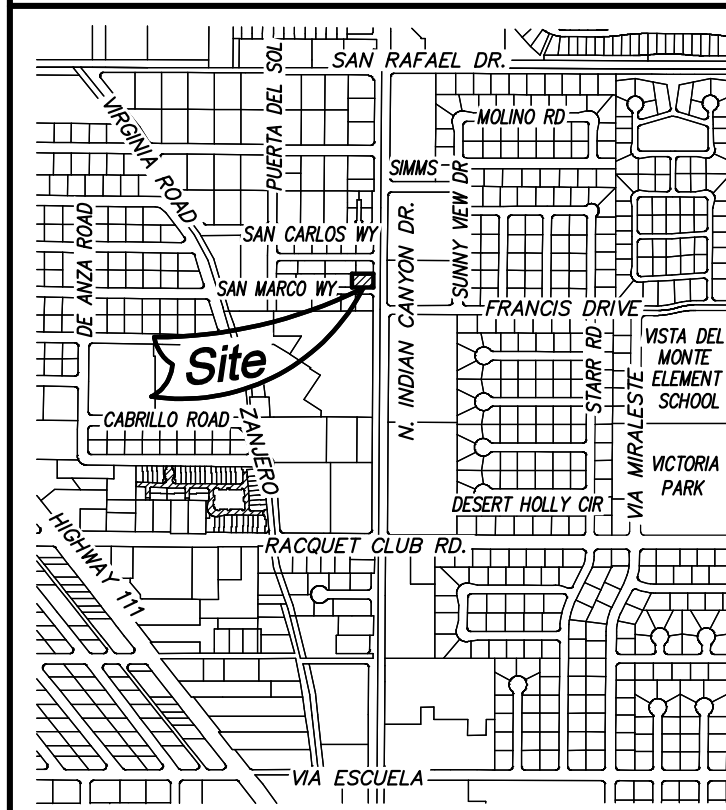 SAN RAFAEL DR.
PUERTA DEL SOL
VIRGINIA ROAD
MOLINO RD
SIMMS
SUNNY VIEW DR
DE ANZA ROAD
SAN CARLOS WY
N. INDIAN CANYON DR.
SAN MARCO WY
FRANCIS DRIVE
STARR RD
VISTA DEL
MONTE
ELEMENT
SCHOOL
Site
VIA MIRALESTE
CABRILLO ROAD
ZANJERO
VICTORIA
PARK
DESERT HOLLY CIR
HIGHWAY 111
RACQUET CLUB RD.
VIA ESCUELA